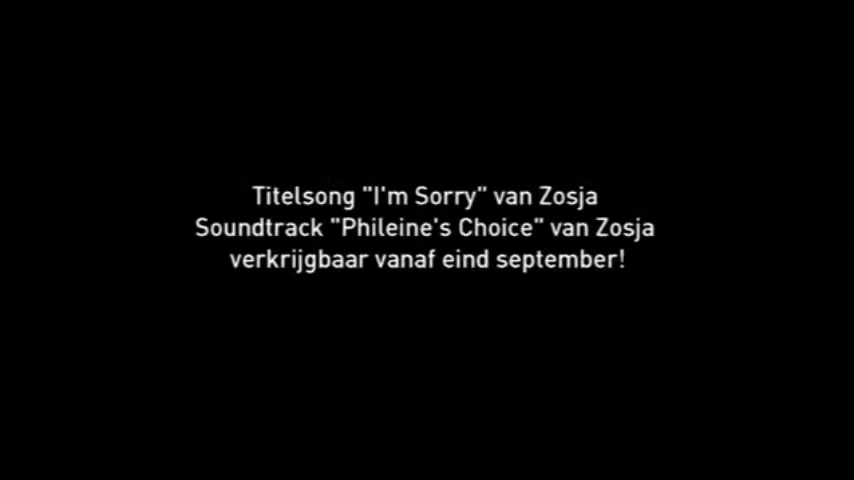 Titelsong "I'm Sorry" van Zosja
Soundtrack "Phileine's Choice" van Zosja
verkrijgbaar vanaf eind september!